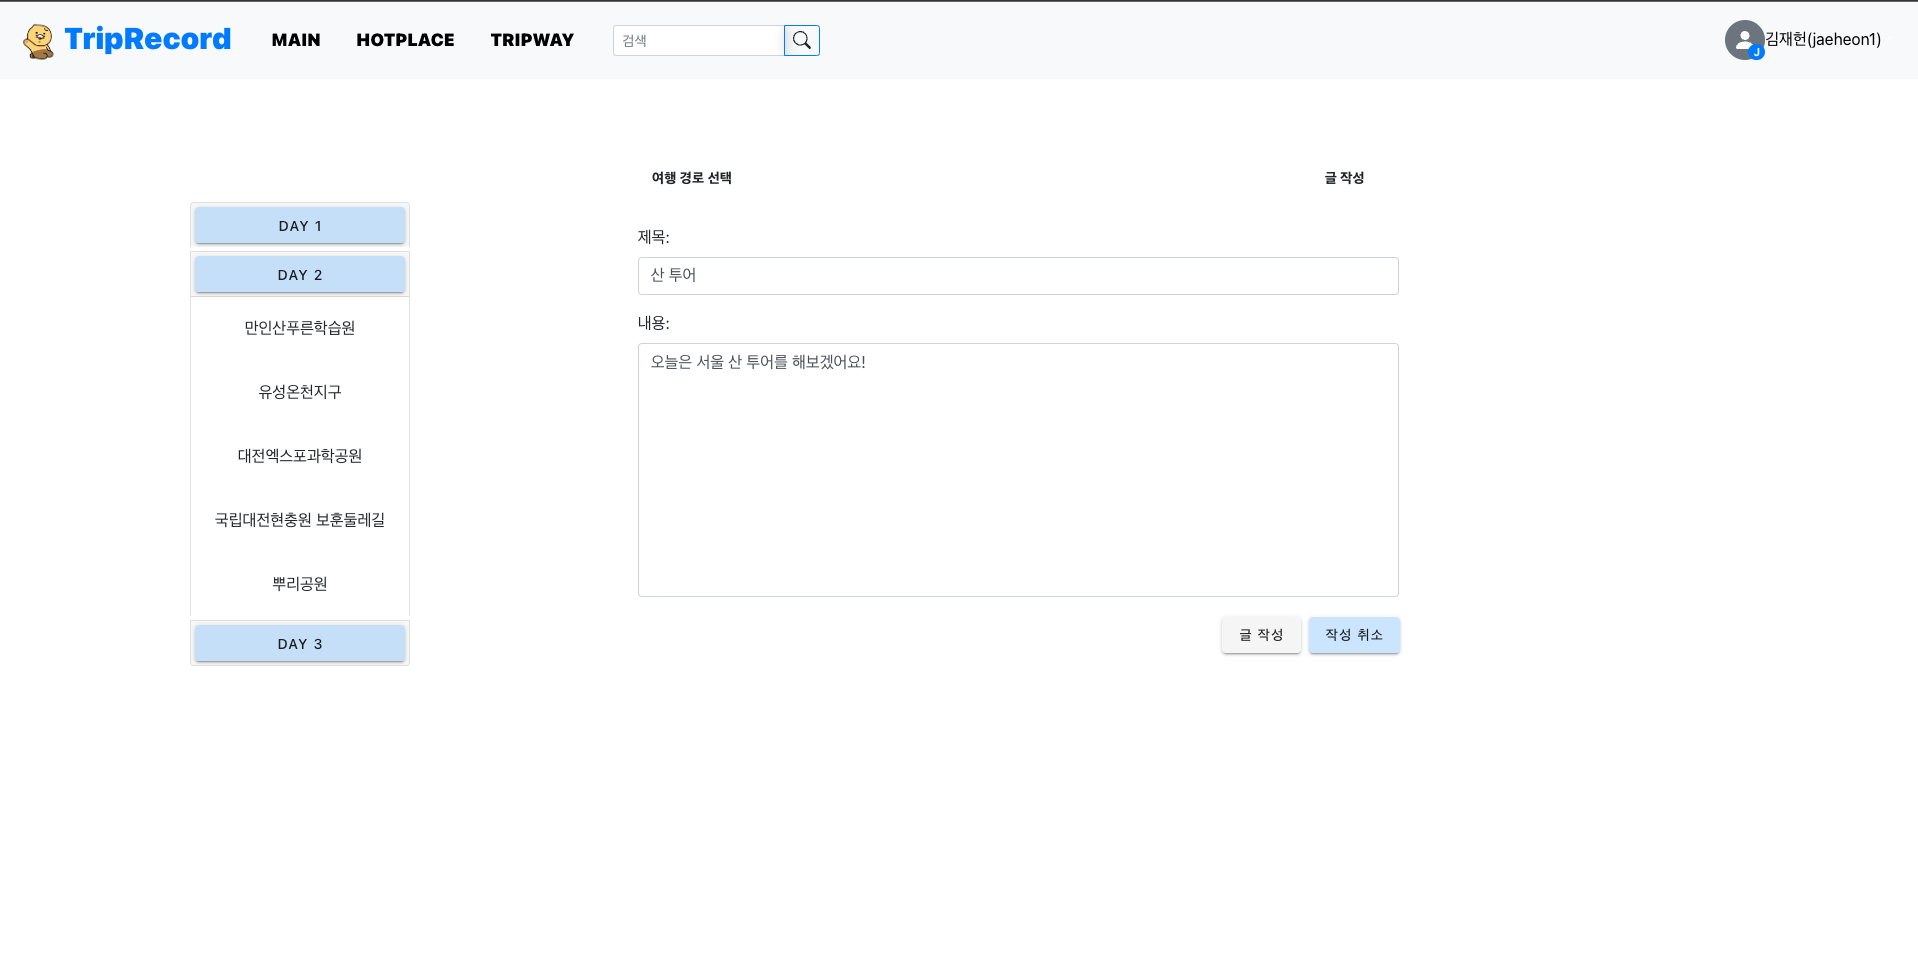 TripRecord
MAIN
HOTPLACE
TRIPWAY
검색
J
김재헌(jaeheon1)
여행 경로 선택
글 작성
DAY 1
DAY 2
만인산푸른학습원
유성온천지구
대전엑스포과학공원
국립대전현충원 보훈둘레길
뿌리공원
DAY 3
제목:
산 투어
내용:
오늘은 서울 산 투어를 해보겠어요!
글 작성
작성 취소